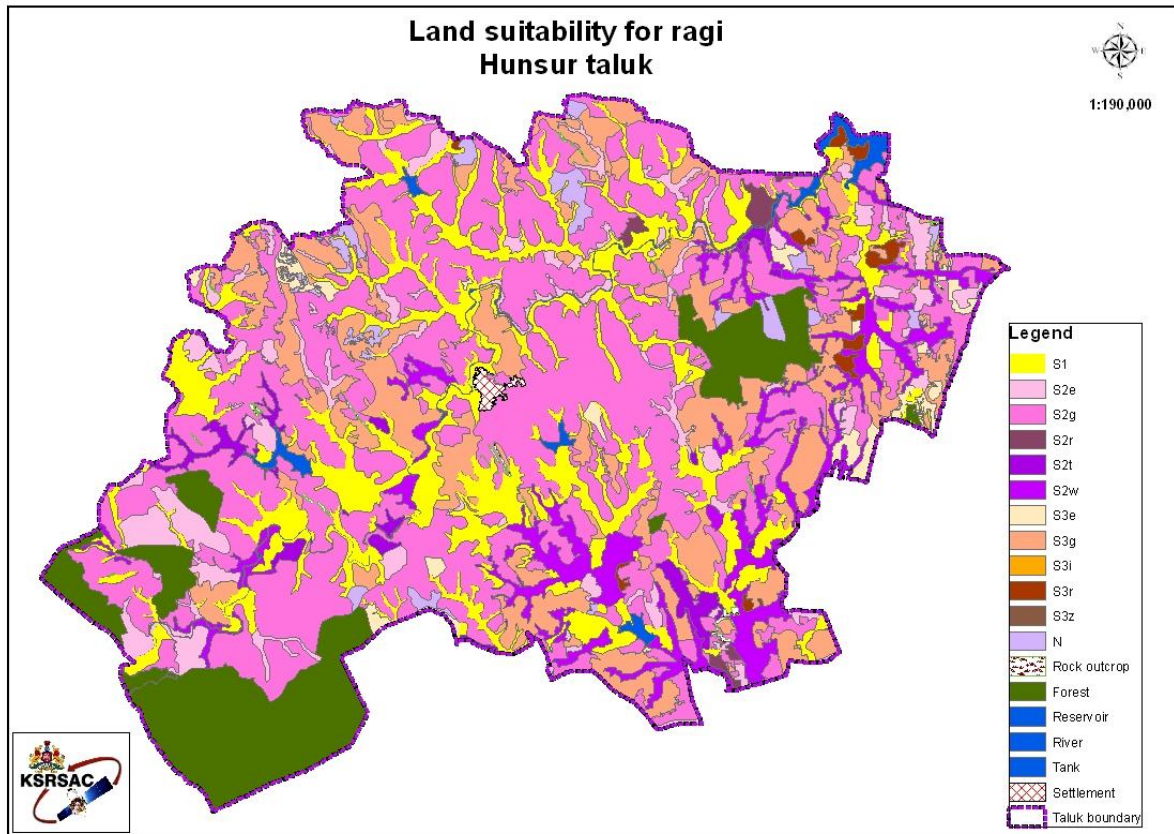 Land suitability for ragi
Hunsur taluk
N
W E
S
1:190,000
Legend
S1
S2e
S2g
S2r
S2t
S2w
S3e
S3g
S3i
S3r
S3z
N
Rock outcrop
Forest
Reservoir
River
Tank
Settlement
Taluk boundary
KSRSAC